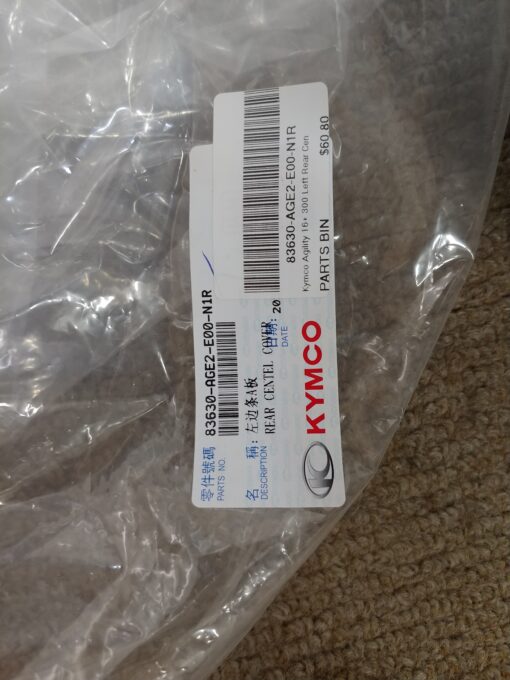 83630-AGE2-E00-N1R
Kymco Agility 16+ 300 Left Rear Cen
PARTS BIN $60.80
零件號碼
PARTS NO. 83630-AGE2-E00-N1R
名 稱: 左边条A板
DESCRIPTION REAR CENTEL COVER
日期: 20
DATE
KYMCO